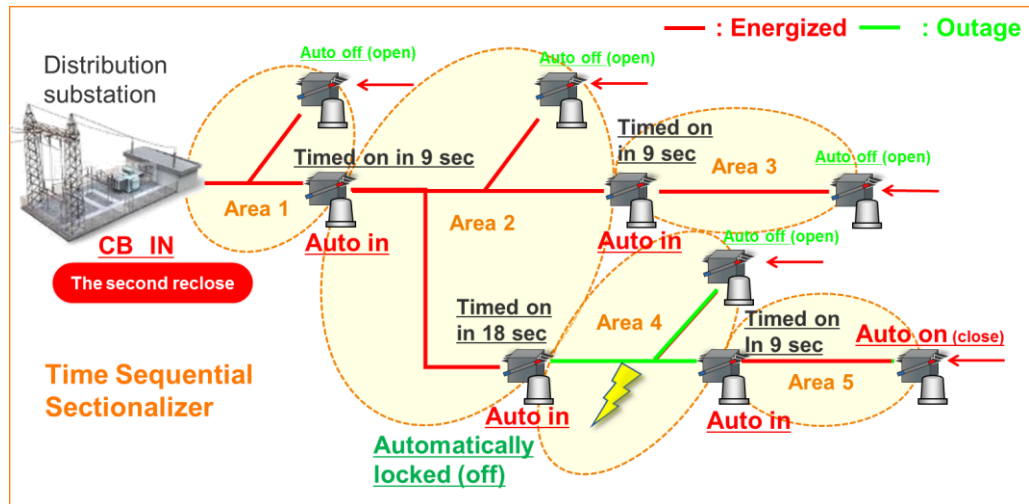 : Energized
: Outage
Auto off (open)
Auto off (open)
Distribution
substation
Timed on in 9 sec
Timed on
in 9 sec
Area 3
Auto off (open)
Area 1
Area 2
CB IN
Auto in
Auto in
Auto off (open)
The second reclose
Timed on
in 18 sec
Area 4
Timed on
In 9 sec
Auto on (close)
Time Sequential
Sectionalizer
Area 5
Auto in
Auto in
Automatically
locked (off)